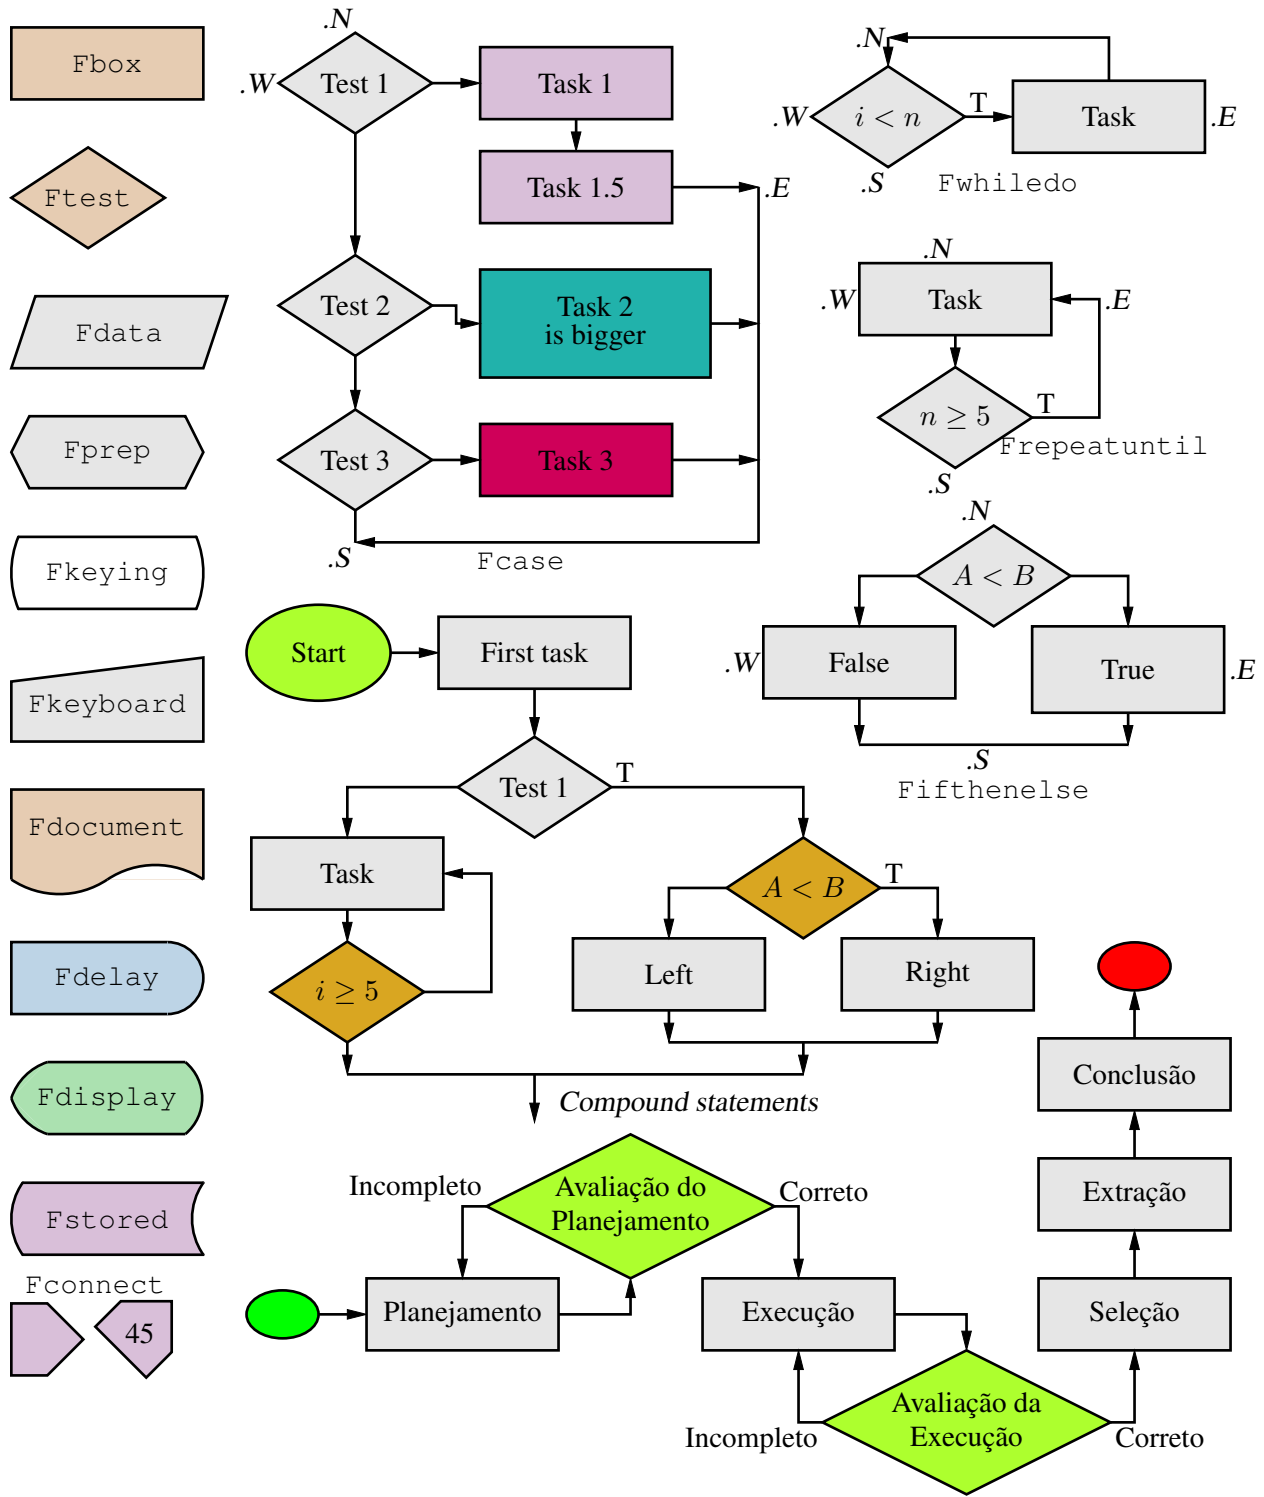 Fbox
Ftest
Fdata
Fprep
Fkeying
Fkeyboard
Fdocument
Fdelay
Fdisplay
Fstored
Fconnect
45
.N
.W
Test 1
Task 1
Task 1.5
.E
Test 2
Task 2
is bigger
Test 3
Task 3
.S
Fcase
.N
.W
i < n
T
Task
.E
.S
Fwhiledo
.N
.W
Task
.E
n ≥ 5
T
Frepeatuntil
.S
.N
A < B
.W
False
True
.E
.S
Fifthenelse
Start
First task
Test 1
T
Task
i ≥ 5
A < B
T
Left
Right
Compound statements
Incompleto
Avaliação do
Planejamento
Correto
Planejamento
Execução
Incompleto
Avaliação da
Execução
Correto
Seleção
Extração
Conclusão